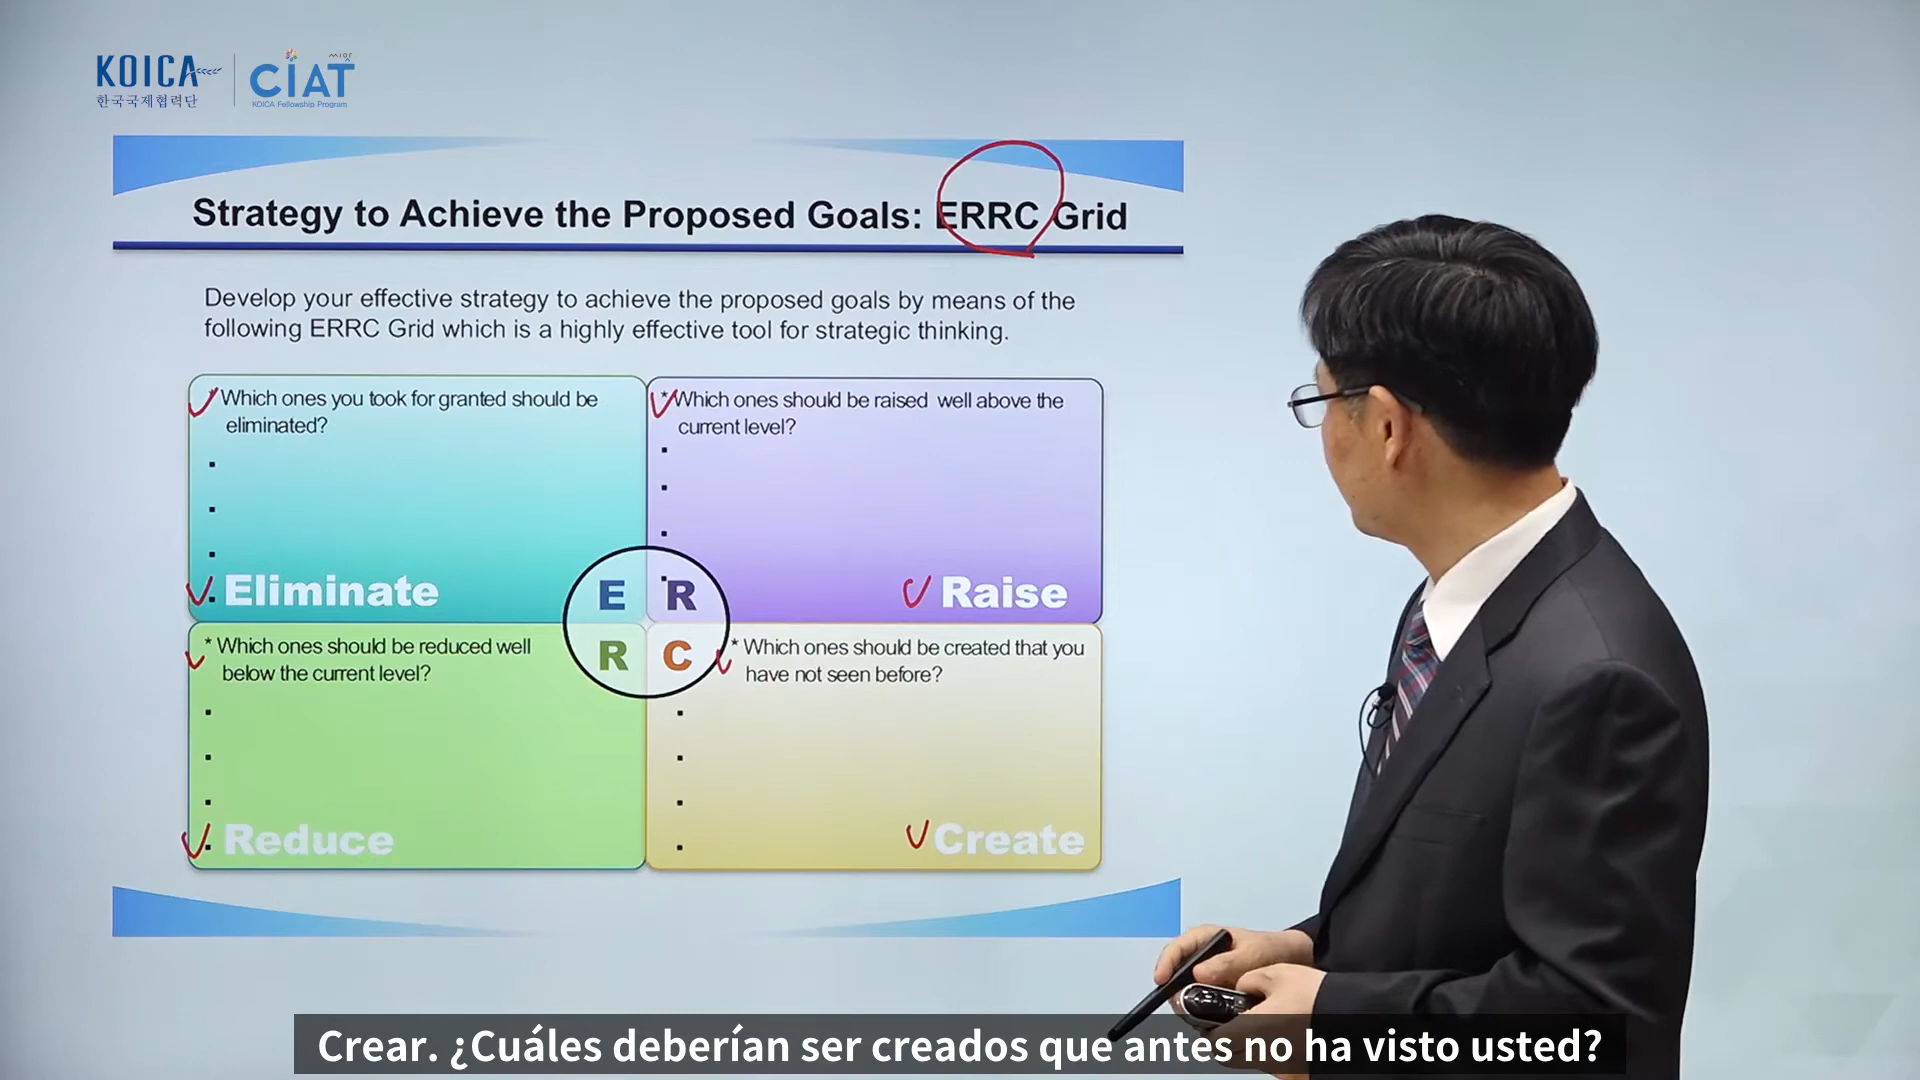 KOICA
한국국제협력단
씨앗
CIAT
KOICA Fellowship Program
Strategy to Achieve the Proposed Goals: ERRC Grid
Develop your effective strategy to achieve the proposed goals by means of the
following ERRC Grid which is a highly effective tool for strategic thinking.
* Which ones you took for granted should be
eliminated?
Eliminate
* Which ones should be raised well above the
current level?
Raise
E R
R C
* Which ones should be reduced well
below the current level?
Reduce
* Which ones should be created that you
have not seen before?
Create
Crear. ¿Cuáles deberían ser creados que antes no ha visto usted?